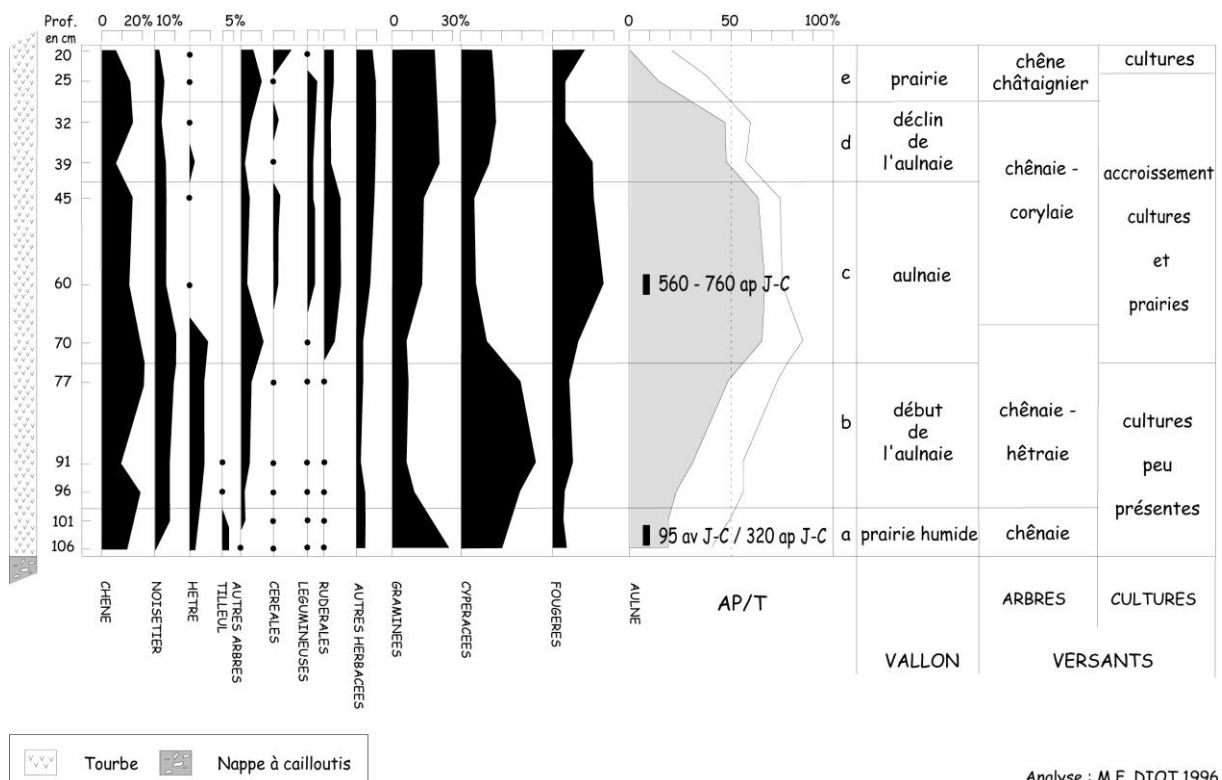 Prof.
en cm
0 20% 10% 5% 0 30% 0 50 100%
20
25
32
39
45
60
70
77
91
96
101
106
e
d
c
b
a
560 - 760 ap J-C
95 av J-C / 320 ap J-C
prairie
déclin
de
l'aulnaie
aulnaie
début
de
l'aulnaie
prairie humide
chêne
châtaignier
chênaie -
corylaie
chênaie -
hêtraie
chênaie
cultures
accroissement
cultures
et
prairies
cultures
peu
présentes
CHENE
NOISETIER
HETRE
TILLEUL
AUTRES ARBRES
CEREALES
LEGUMINEUSES
RUDERALES
AUTRES HERBACEES
GRAMINEES
CYPERACEES
FOUGERES
AULNE
AP/T
ARBRES
CULTURES
VALLON
VERSANTS
Tourbe
Nappe à cailloutis
Analyse : M.F. DIOT 1996